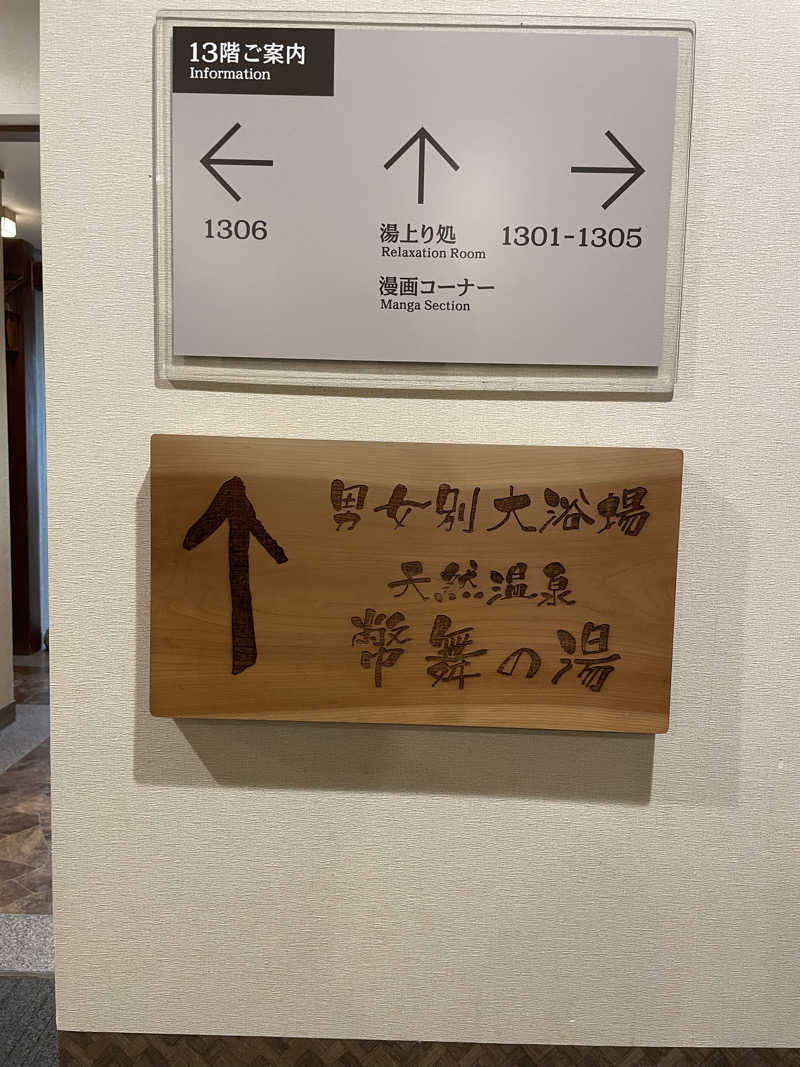 13階ご案内
Information
1306
湯上り処
Relaxation Room
漫画コーナー
Manga Section
1301-1305
男女別大浴場
天然温泉
幣舞の湯